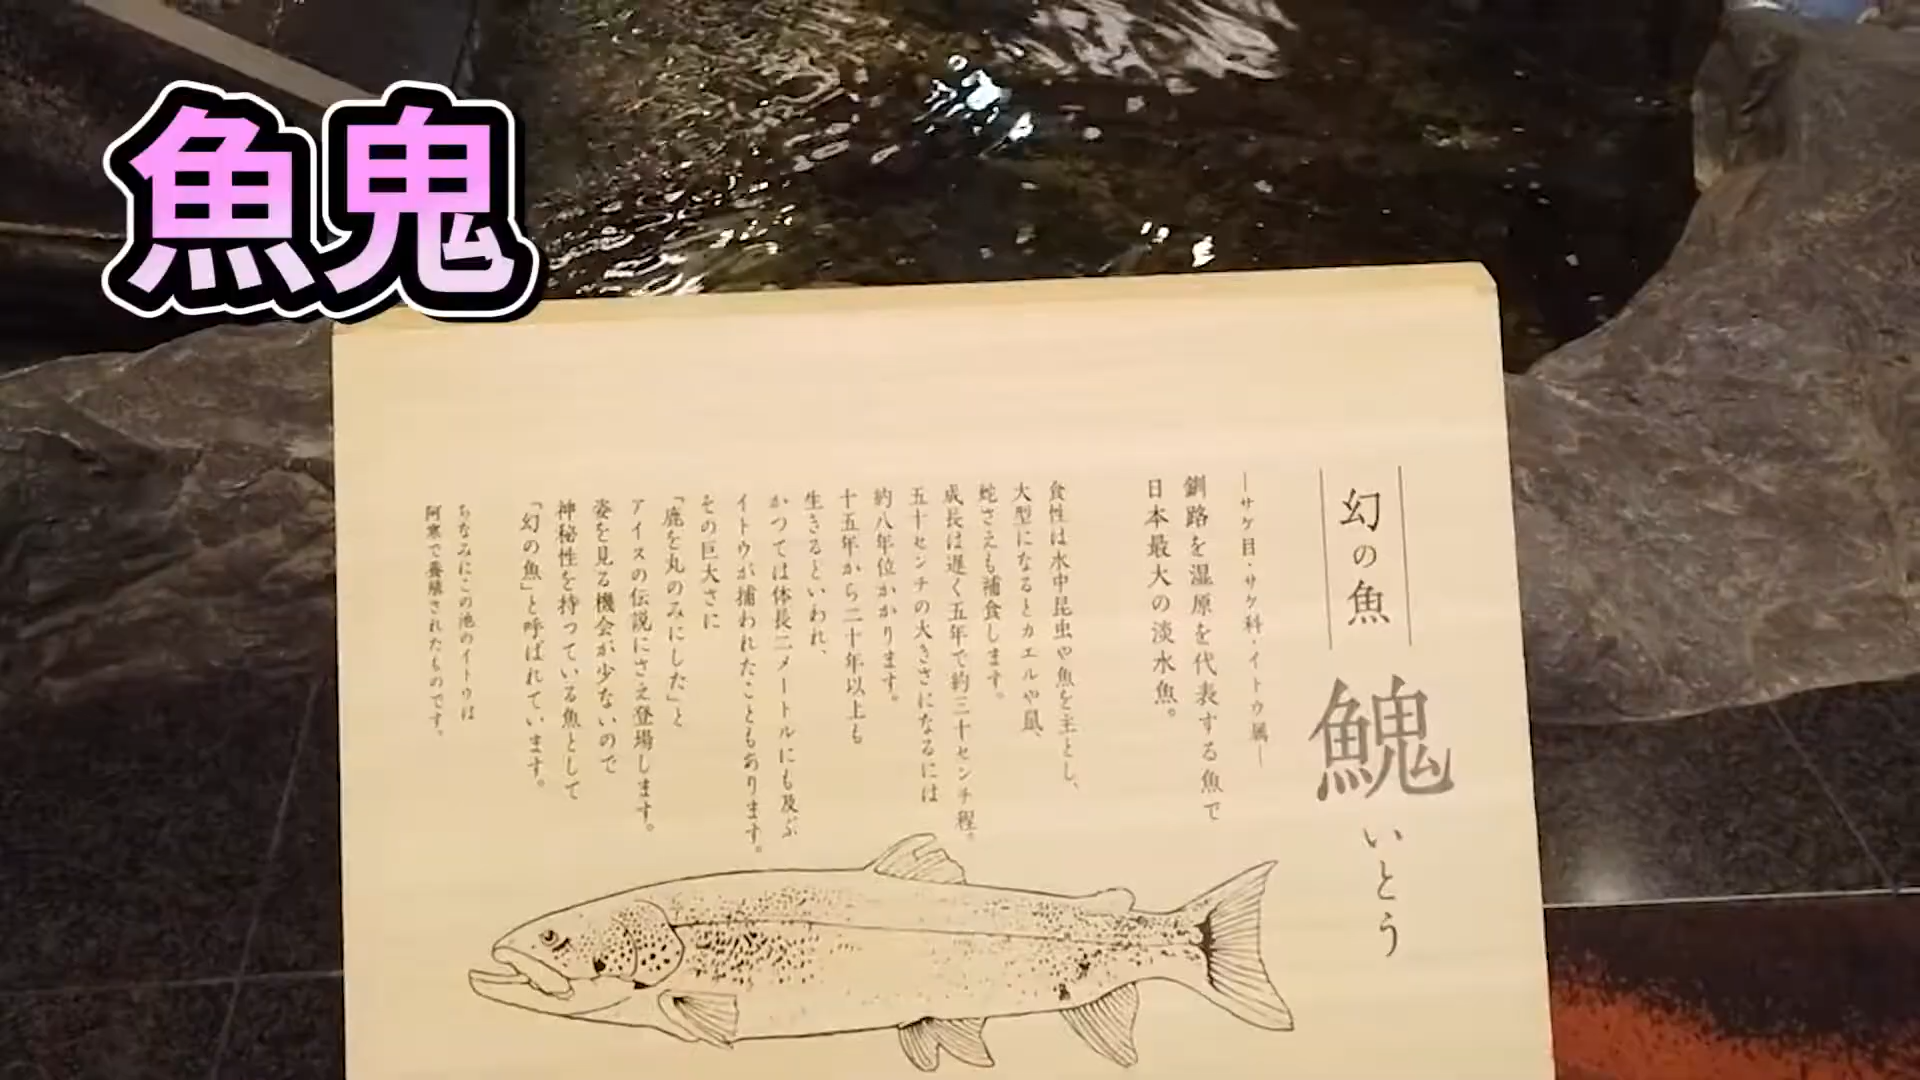 魚鬼
幻の魚
鬼魚 いとう
―サケ目・サケ科・イトウ属―
釧路を湿原を代表する魚で
日本最大の淡水魚。
食性は水中昆虫や魚を主とし、
大型になるとカエルや鼠、
蛇さえも捕食します。
成長は遅く五年で約三十センチ程。
五十センチの大きさになるには
約八年位かかります。
十五年から二十年以上も
生きるといわれ、
かつては体長二メートルにも及ぶ
イトウが捕われたこともあります。
その巨大さに
「鹿を丸のみにした」と
アイヌの伝説にさえ登場します。
姿を見る機会が少ないので
神秘性を持っている魚として
「幻の魚」と呼ばれています。
ちなみにこの池のイトウは
阿寒で養殖されたものです。